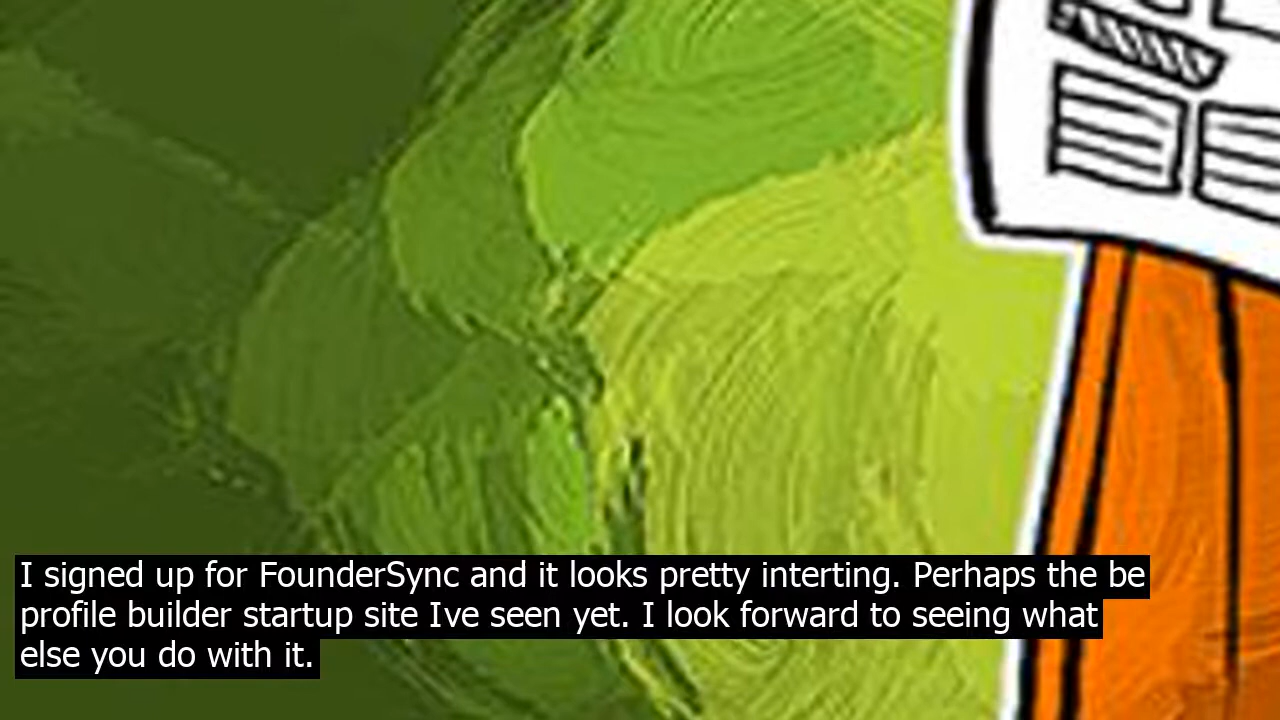 I signed up for FounderSync and it looks pretty interting. Perhaps the be
profile builder startup site Ive seen yet. I look forward to seeing what
else you do with it.